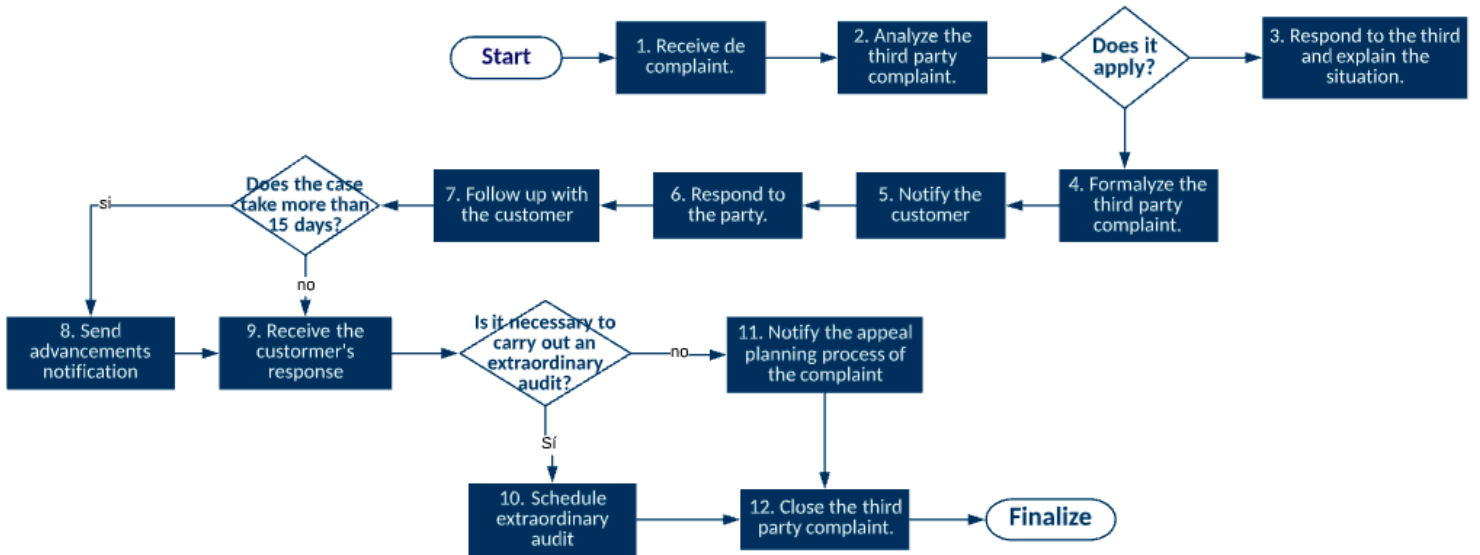 Start
1. Receive de
complaint.
2. Analyze the
third party
complaint.
Does it
apply?
3. Respond to the third
and explain the
situation.
4. Formalyze the
third party
complaint.
5. Notify the
customer
6. Respond to
the party.
7. Follow up with
the customer
Does the case
take more than
15 days?
si
no
8. Send
advancements
notification
9. Receive the
custormer's
response
Is it necessary to
carry out an
extraordinary
audit?
no
11. Notify the appeal
planning process of
the complaint
Sí
10. Schedule
extraordinary
audit
12. Close the third
party complaint.
Finalize